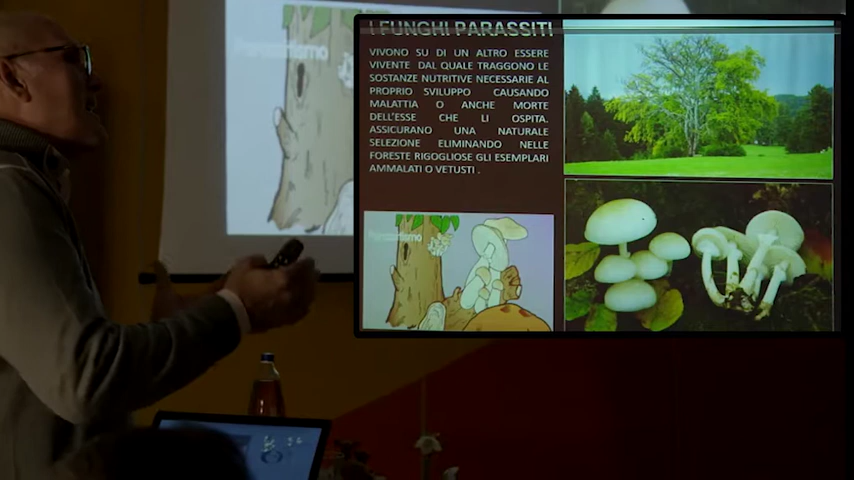 I FUNGHI PARASSITI
VIVONO SU DI UN ALTRO ESSERE
VIVENTE DAL QUALE TRAGGONO LE
SOSTANZE NUTRITIVE NECESSARIE AL
PROPRIO SVILUPPO CAUSANDO
MALATTIA O ANCHE MORTE
DELL'ESSE CHE LI OSPITA.
ASSICURANO UNA NATURALE
SELEZIONE ELIMINANDO NELLE
FORESTE RIGOGLIOSE GLI ESEMPLARI
AMMALATI O VETUSTI .
Parassitismo
Parassitismo